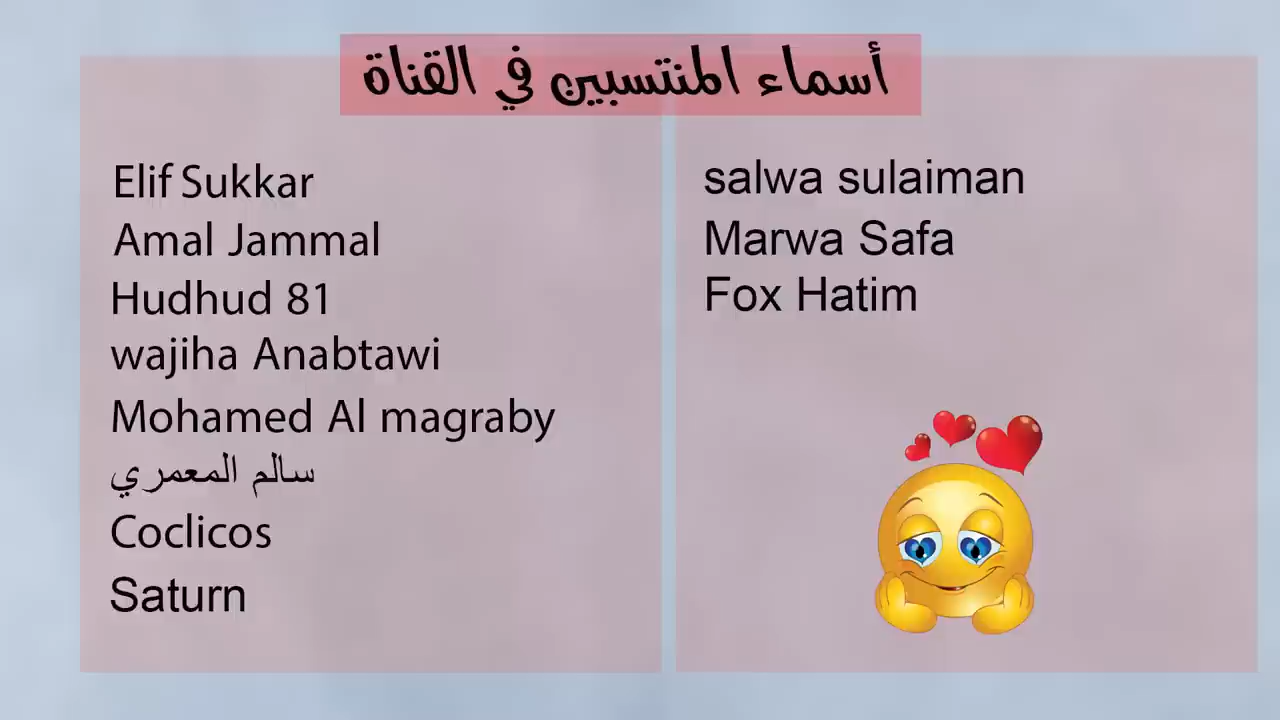 أسماء المنتسبين في القناة
Elif Sukkar
Amal Jammal
Hudhud 81
wajiha Anabtawi
Mohamed Al magraby
سالم المعمري
Coclicos
Saturn
salwa sulaiman
Marwa Safa
Fox Hatim